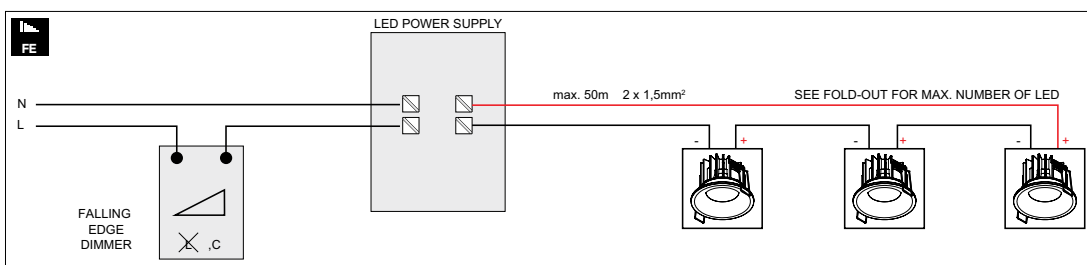 LED POWER SUPPLY
FE
N
max. 50m 2 x 1,5mm²
SEE FOLD-OUT FOR MAX. NUMBER OF LED
L
- +
- +
- +
FALLING
EDGE
DIMMER
L ,C